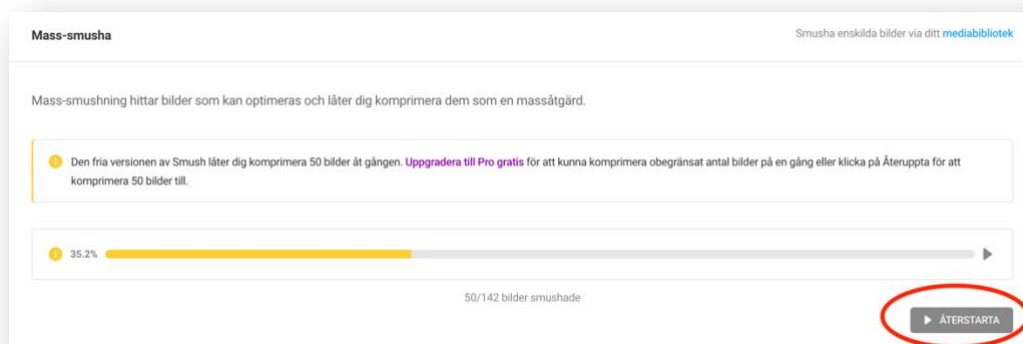 Mass-smusha
Smusha enskilda bilder via ditt mediabibliotek
Mass-smushning hittar bilder som kan optimeras och låter dig komprimera dem som en massåtgärd.
Den fria versionen av Smush låter dig komprimera 50 bilder åt gången. Uppgradera till Pro gratis för att kunna komprimera obegränsat antal bilder på en gång eller klicka på Återuppta för att
komprimera 50 bilder till.
35.2%
50/142 bilder smushade
ÅTERSTARTA